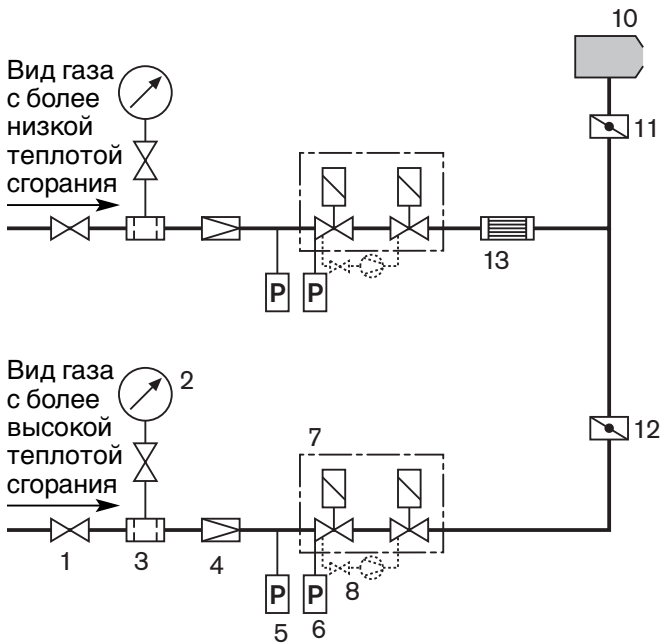 10
Вид газа
с более
низкой
теплотой
сгорания
11
13
P P
Вид газа
с более
высокой
теплотой
сгорания
2
7
12
1 3 4
8
P P
5 6